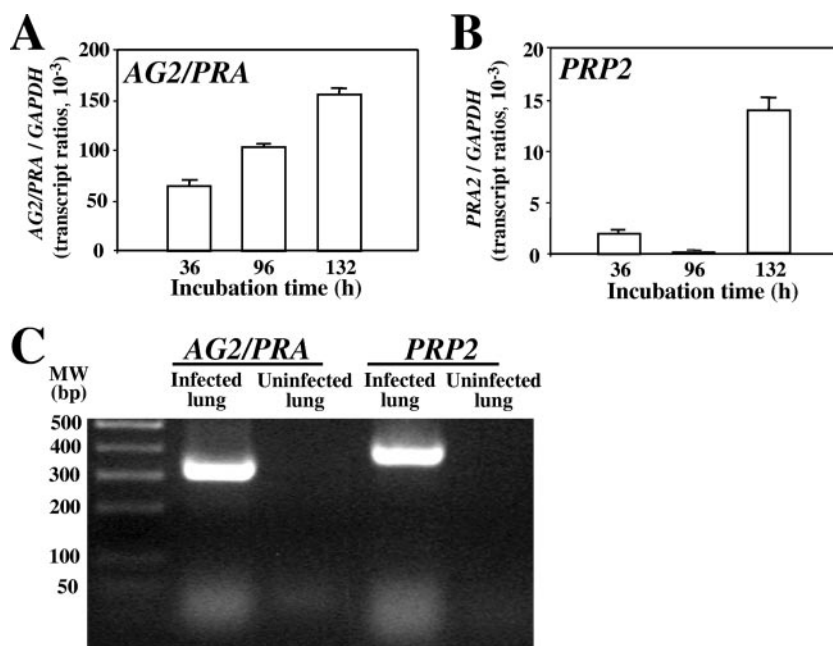 A
AG2/PRA
AG2/PRA / GAPDH
(transcript ratios, 10-3)
200
150
100
50
0
36 96 132
Incubation time (h)
B
PRP2
PRA2 / GAPDH
(transcript ratios, 10-3)
20
15
10
5
0
36 96 132
Incubation time (h)
C
AG2/PRA PRP2
MW
(bp)
Infected Uninfected Infected Uninfected
lung lung lung lung
500
400
300
200
100
50